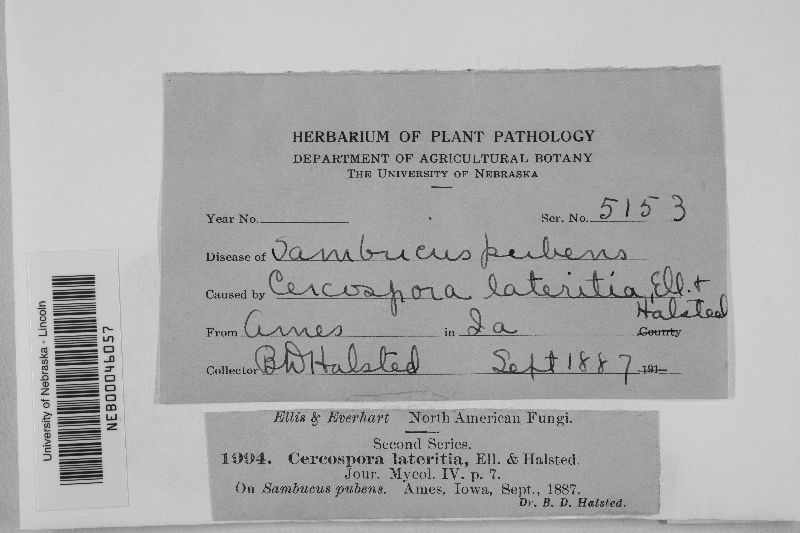 HERBARIUM OF PLANT PATHOLOGY
DEPARTMENT OF AGRICULTURAL BOTANY
THE UNIVERSITY OF NEBRASKA
Year No. Ser. No. 5153
Disease of Sambucus pubens
Caused by Cercospora lateritia, Ell. &
Halsted
From Ames in Ia County
Collector B D Halsted Sept 1887 191
University of Nebraska - Lincoln
NEB00046057
Ellis & Everhart North American Fungi.
Second Series.
1994. Cercospora lateritia, Ell. & Halsted.
Jour. Mycol. IV. p. 7.
On Sambucus pubens. Ames, Iowa, Sept., 1887.
Dr. B. D. Halsted.